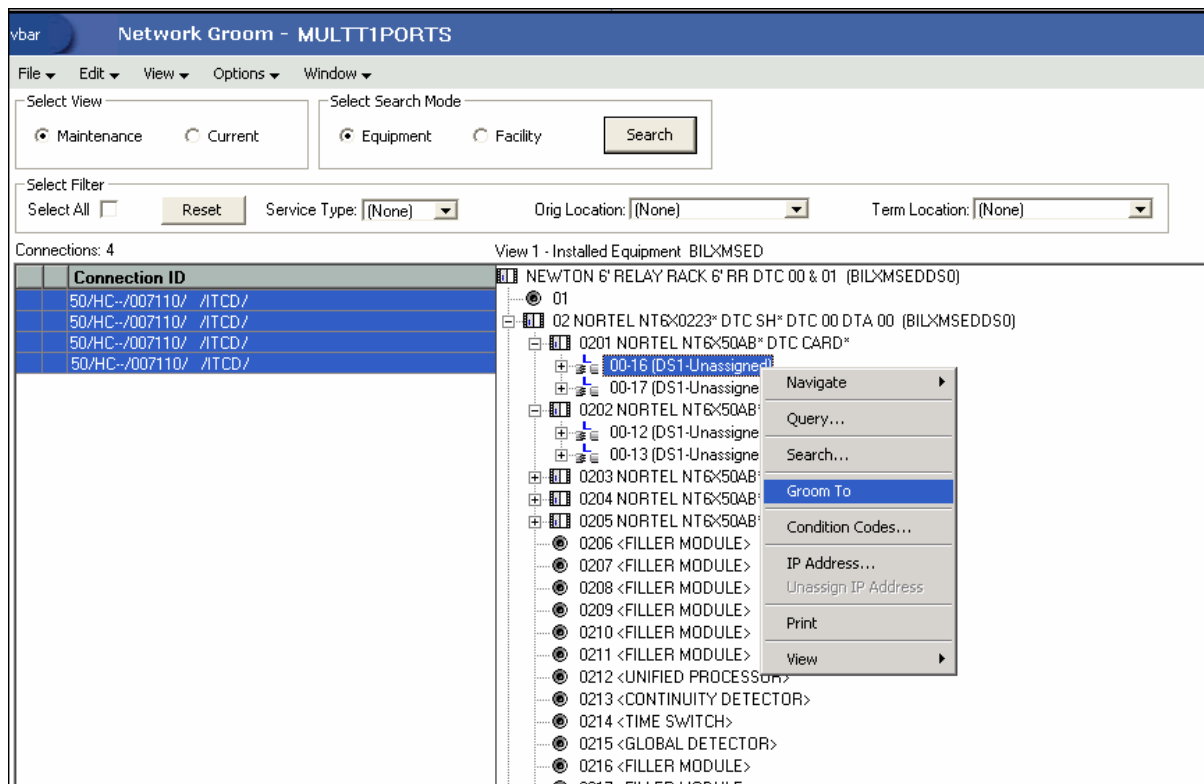 vbar
Network Groom - MULTT1PORTS
File Edit View Options Window
Select View
Maintenance Current
Select Search Mode
Equipment Facility Search
Select Filter
Select All Reset Service Type: (None) Orig Location: (None) Term Location: (None)
Connections: 4
Connection ID
50/HC--/007110/ /ITCD/
50/HC--/007110/ /ITCD/
50/HC--/007110/ /ITCD/
50/HC--/007110/ /ITCD/
View 1 - Installed Equipment BILXMSED
NEWTON 6' RELAY RACK 6' RR DTC 00 & 01 (BILXMSEDDS0)
01
02 NORTEL NT6X0223* DTC SH* DTC 00 DTA 00 (BILXMSEDDS0)
0201 NORTEL NT6X50AB* DTC CARD*
00-16 (DS1-Unassigned)
00-17 (DS1-Unassigne
0202 NORTEL NT6X50AB*
00-12 (DS1-Unassigne
00-13 (DS1-Unassigne
0203 NORTEL NT6X50AB*
0204 NORTEL NT6X50AB*
0205 NORTEL NT6X50AB*
0206 <FILLER MODULE>
0207 <FILLER MODULE>
0208 <FILLER MODULE>
0209 <FILLER MODULE>
0210 <FILLER MODULE>
0211 <FILLER MODULE>
0212 <UNIFIED PROCESSOR>
0213 <CONTINUITY DETECTOR>
0214 <TIME SWITCH>
0215 <GLOBAL DETECTOR>
0216 <FILLER MODULE>
Navigate
Query...
Search...
Groom To
Condition Codes...
IP Address...
Unassign IP Address
Print
View